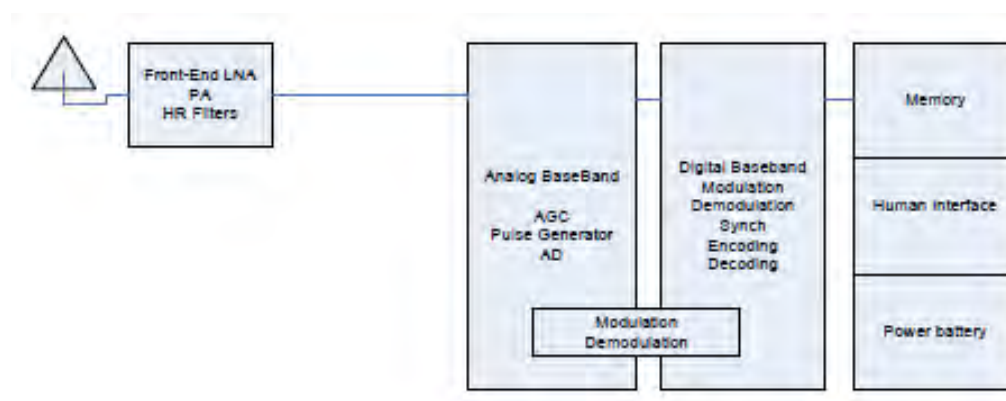 Front-End LNA
PA
HR Filters
Analog BaseBand
AGC
Pulse Generator
AD
Digital Baseband
Modulation
Demodulation
Synch
Encoding
Decoding
Modulation
Demodulation
Memory
Human Interface
Power battery